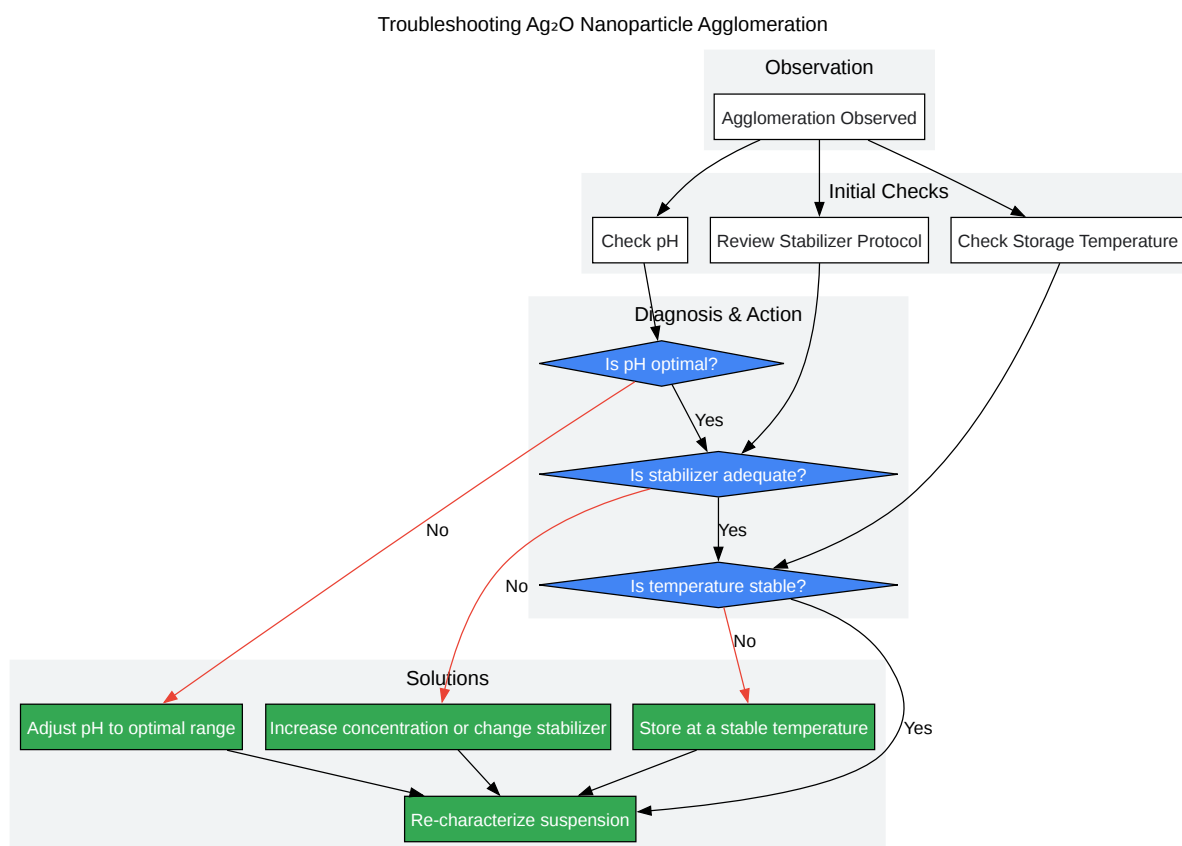 Troubleshooting Ag₂O Nanoparticle Agglomeration
Observation
Agglomeration Observed
Initial Checks
Check pH
Review Stabilizer Protocol
Check Storage Temperature
Diagnosis & Action
Is pH optimal?
Yes
Is stabilizer adequate?
No
Yes
No
Is temperature stable?
No
Solutions
Adjust pH to optimal range
Increase concentration or change stabilizer
Store at a stable temperature
Yes
Re-characterize suspension